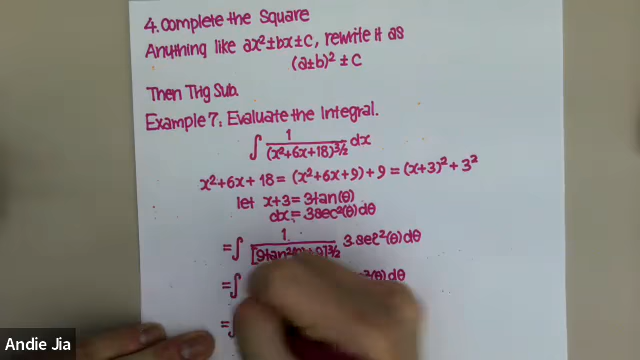 4. Complete the Square
Anything like ax²±bx±c, rewrite it as
(a±b)² ± c
Then Trig Sub.
Example 7: Evaluate the Integral.
∫ 1/(x²+6x+18)^3/2 dx
x²+6x+18 = (x²+6x+9)+9 = (x+3)²+3²
let x+3=3tan(θ)
dx=3sec²(θ)dθ
=∫ 1/[9tan²(θ)+9]^3/2 3sec²(θ)dθ
=∫ sec²(θ)dθ
=∫
Andie Jia